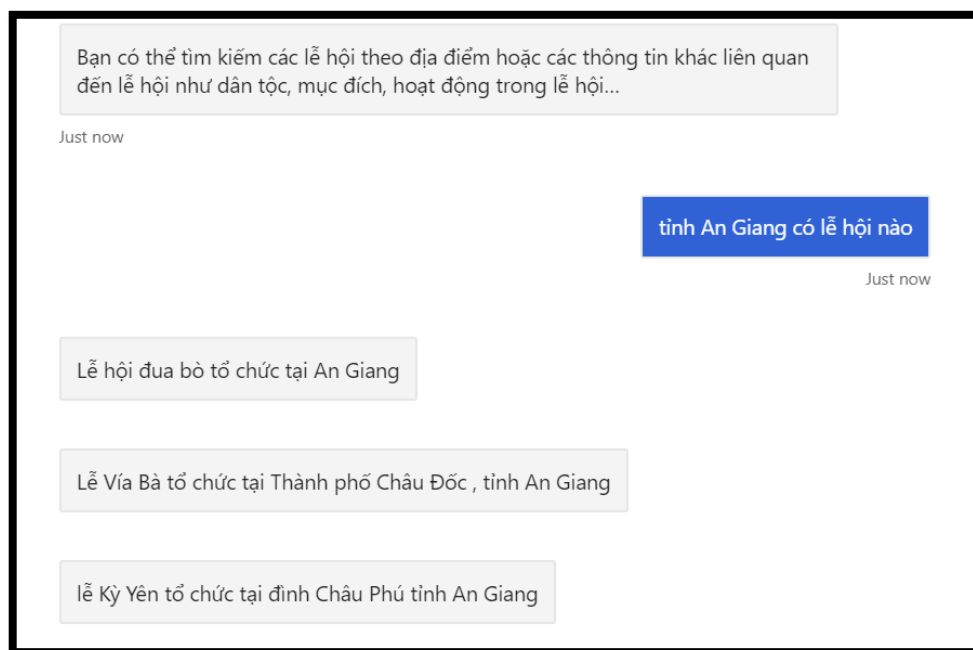 Bạn có thể tìm kiếm các lễ hội theo địa điểm hoặc các thông tin khác liên quan
đến lễ hội như dân tộc, mục đích, hoạt động trong lễ hội...
Just now
tỉnh An Giang có lễ hội nào
Just now
Lễ hội đua bò tổ chức tại An Giang
Lễ Vía Bà tổ chức tại Thành phố Châu Đốc , tỉnh An Giang
lễ Kỳ Yên tổ chức tại đình Châu Phú tỉnh An Giang